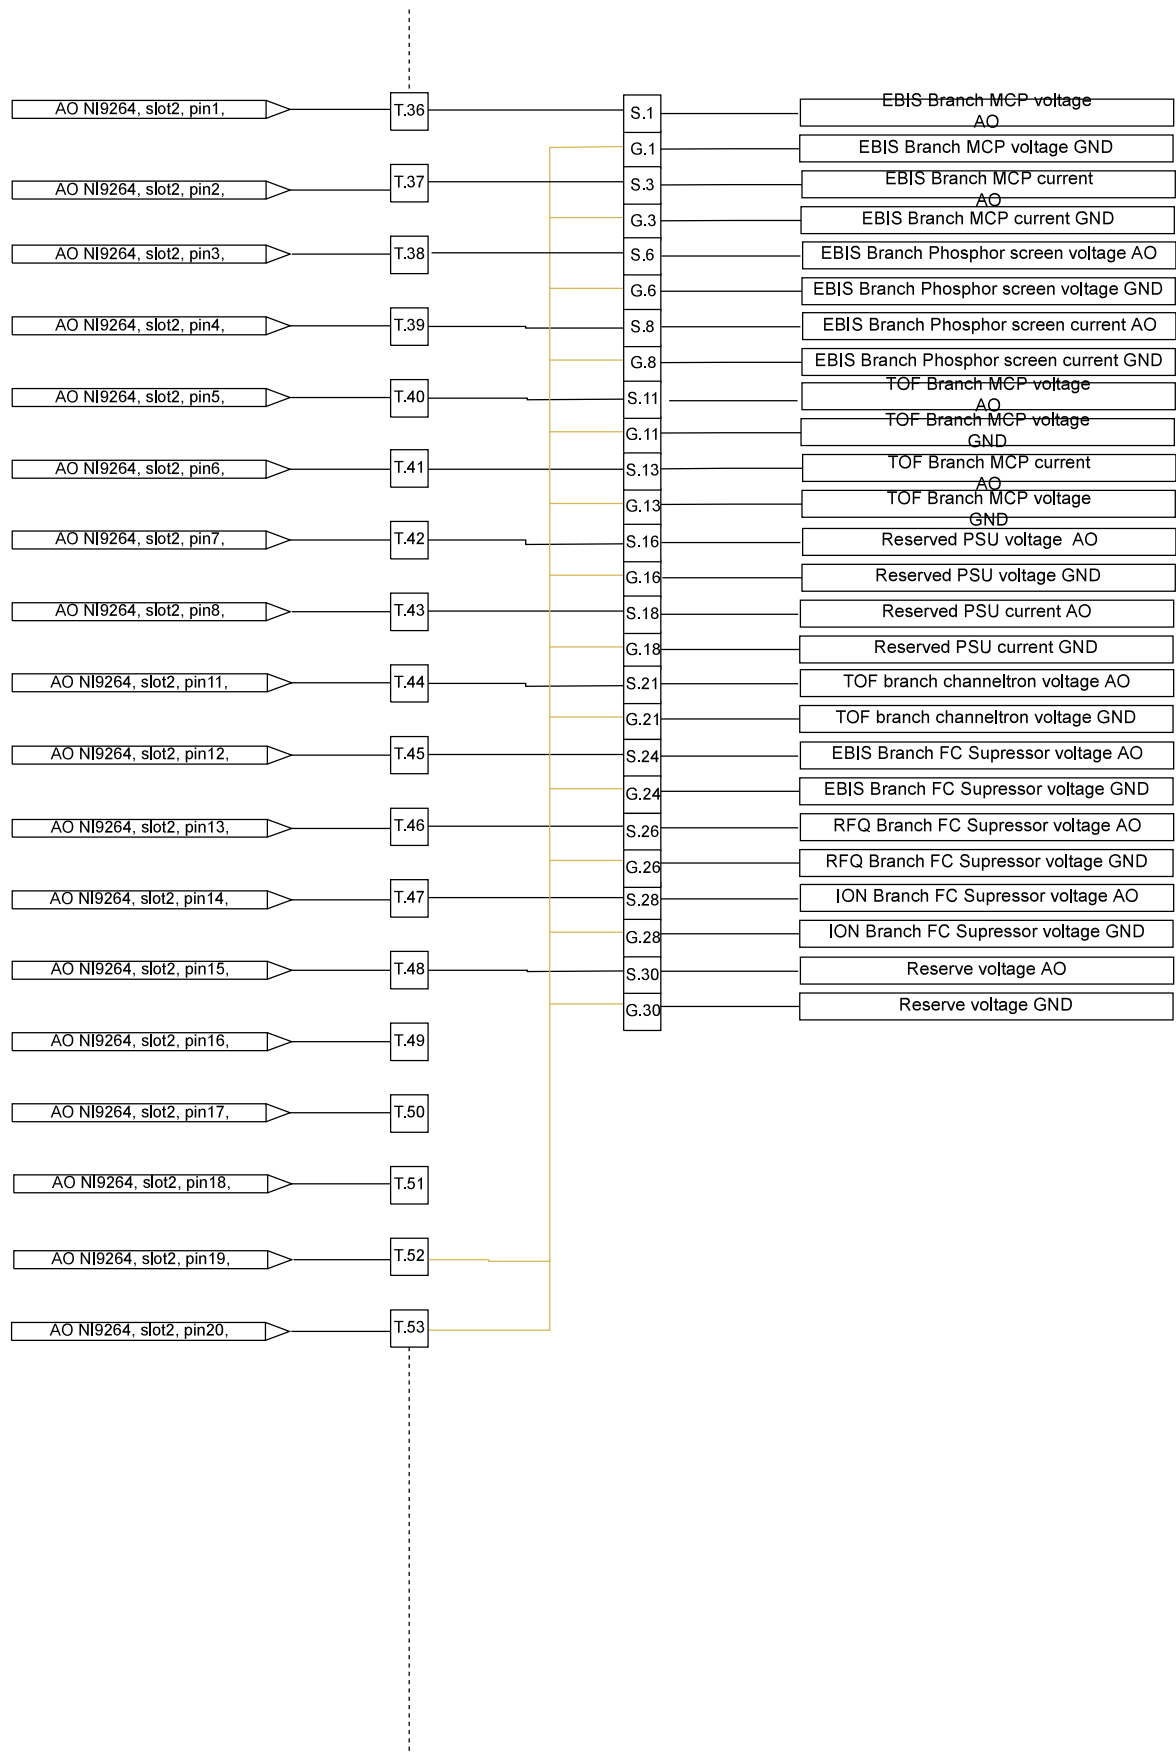 AO NI9264, slot2, pin1,
T.36
S.1
EBIS Branch MCP voltage
AO
G.1
EBIS Branch MCP voltage GND
AO NI9264, slot2, pin2,
T.37
S.3
EBIS Branch MCP current
AO
G.3
EBIS Branch MCP current GND
AO NI9264, slot2, pin3,
T.38
S.6
EBIS Branch Phosphor screen voltage AO
G.6
EBIS Branch Phosphor screen voltage GND
AO NI9264, slot2, pin4,
T.39
S.8
EBIS Branch Phosphor screen current AO
G.8
EBIS Branch Phosphor screen current GND
AO NI9264, slot2, pin5,
T.40
S.11
TOF Branch MCP voltage
AO
G.11
TOF Branch MCP voltage
GND
AO NI9264, slot2, pin6,
T.41
S.13
TOF Branch MCP current
AO
G.13
TOF Branch MCP voltage
GND
AO NI9264, slot2, pin7,
T.42
S.16
Reserved PSU voltage  AO
G.16
Reserved PSU voltage GND
AO NI9264, slot2, pin8,
T.43
S.18
Reserved PSU current AO
G.18
Reserved PSU current GND
AO NI9264, slot2, pin11,
T.44
S.21
TOF branch channeltron voltage AO
G.21
TOF branch channeltron voltage GND
AO NI9264, slot2, pin12,
T.45
S.24
EBIS Branch FC Supressor voltage AO
G.24
EBIS Branch FC Supressor voltage GND
AO NI9264, slot2, pin13,
T.46
S.26
RFQ Branch FC Supressor voltage AO
G.26
RFQ Branch FC Supressor voltage GND
AO NI9264, slot2, pin14,
T.47
S.28
ION Branch FC Supressor voltage AO
G.28
ION Branch FC Supressor voltage GND
AO NI9264, slot2, pin15,
T.48
S.30
Reserve voltage AO
G.30
Reserve voltage GND
AO NI9264, slot2, pin16,
T.49
AO NI9264, slot2, pin17,
T.50
AO NI9264, slot2, pin18,
T.51
AO NI9264, slot2, pin19,
T.52
AO NI9264, slot2, pin20,
T.53